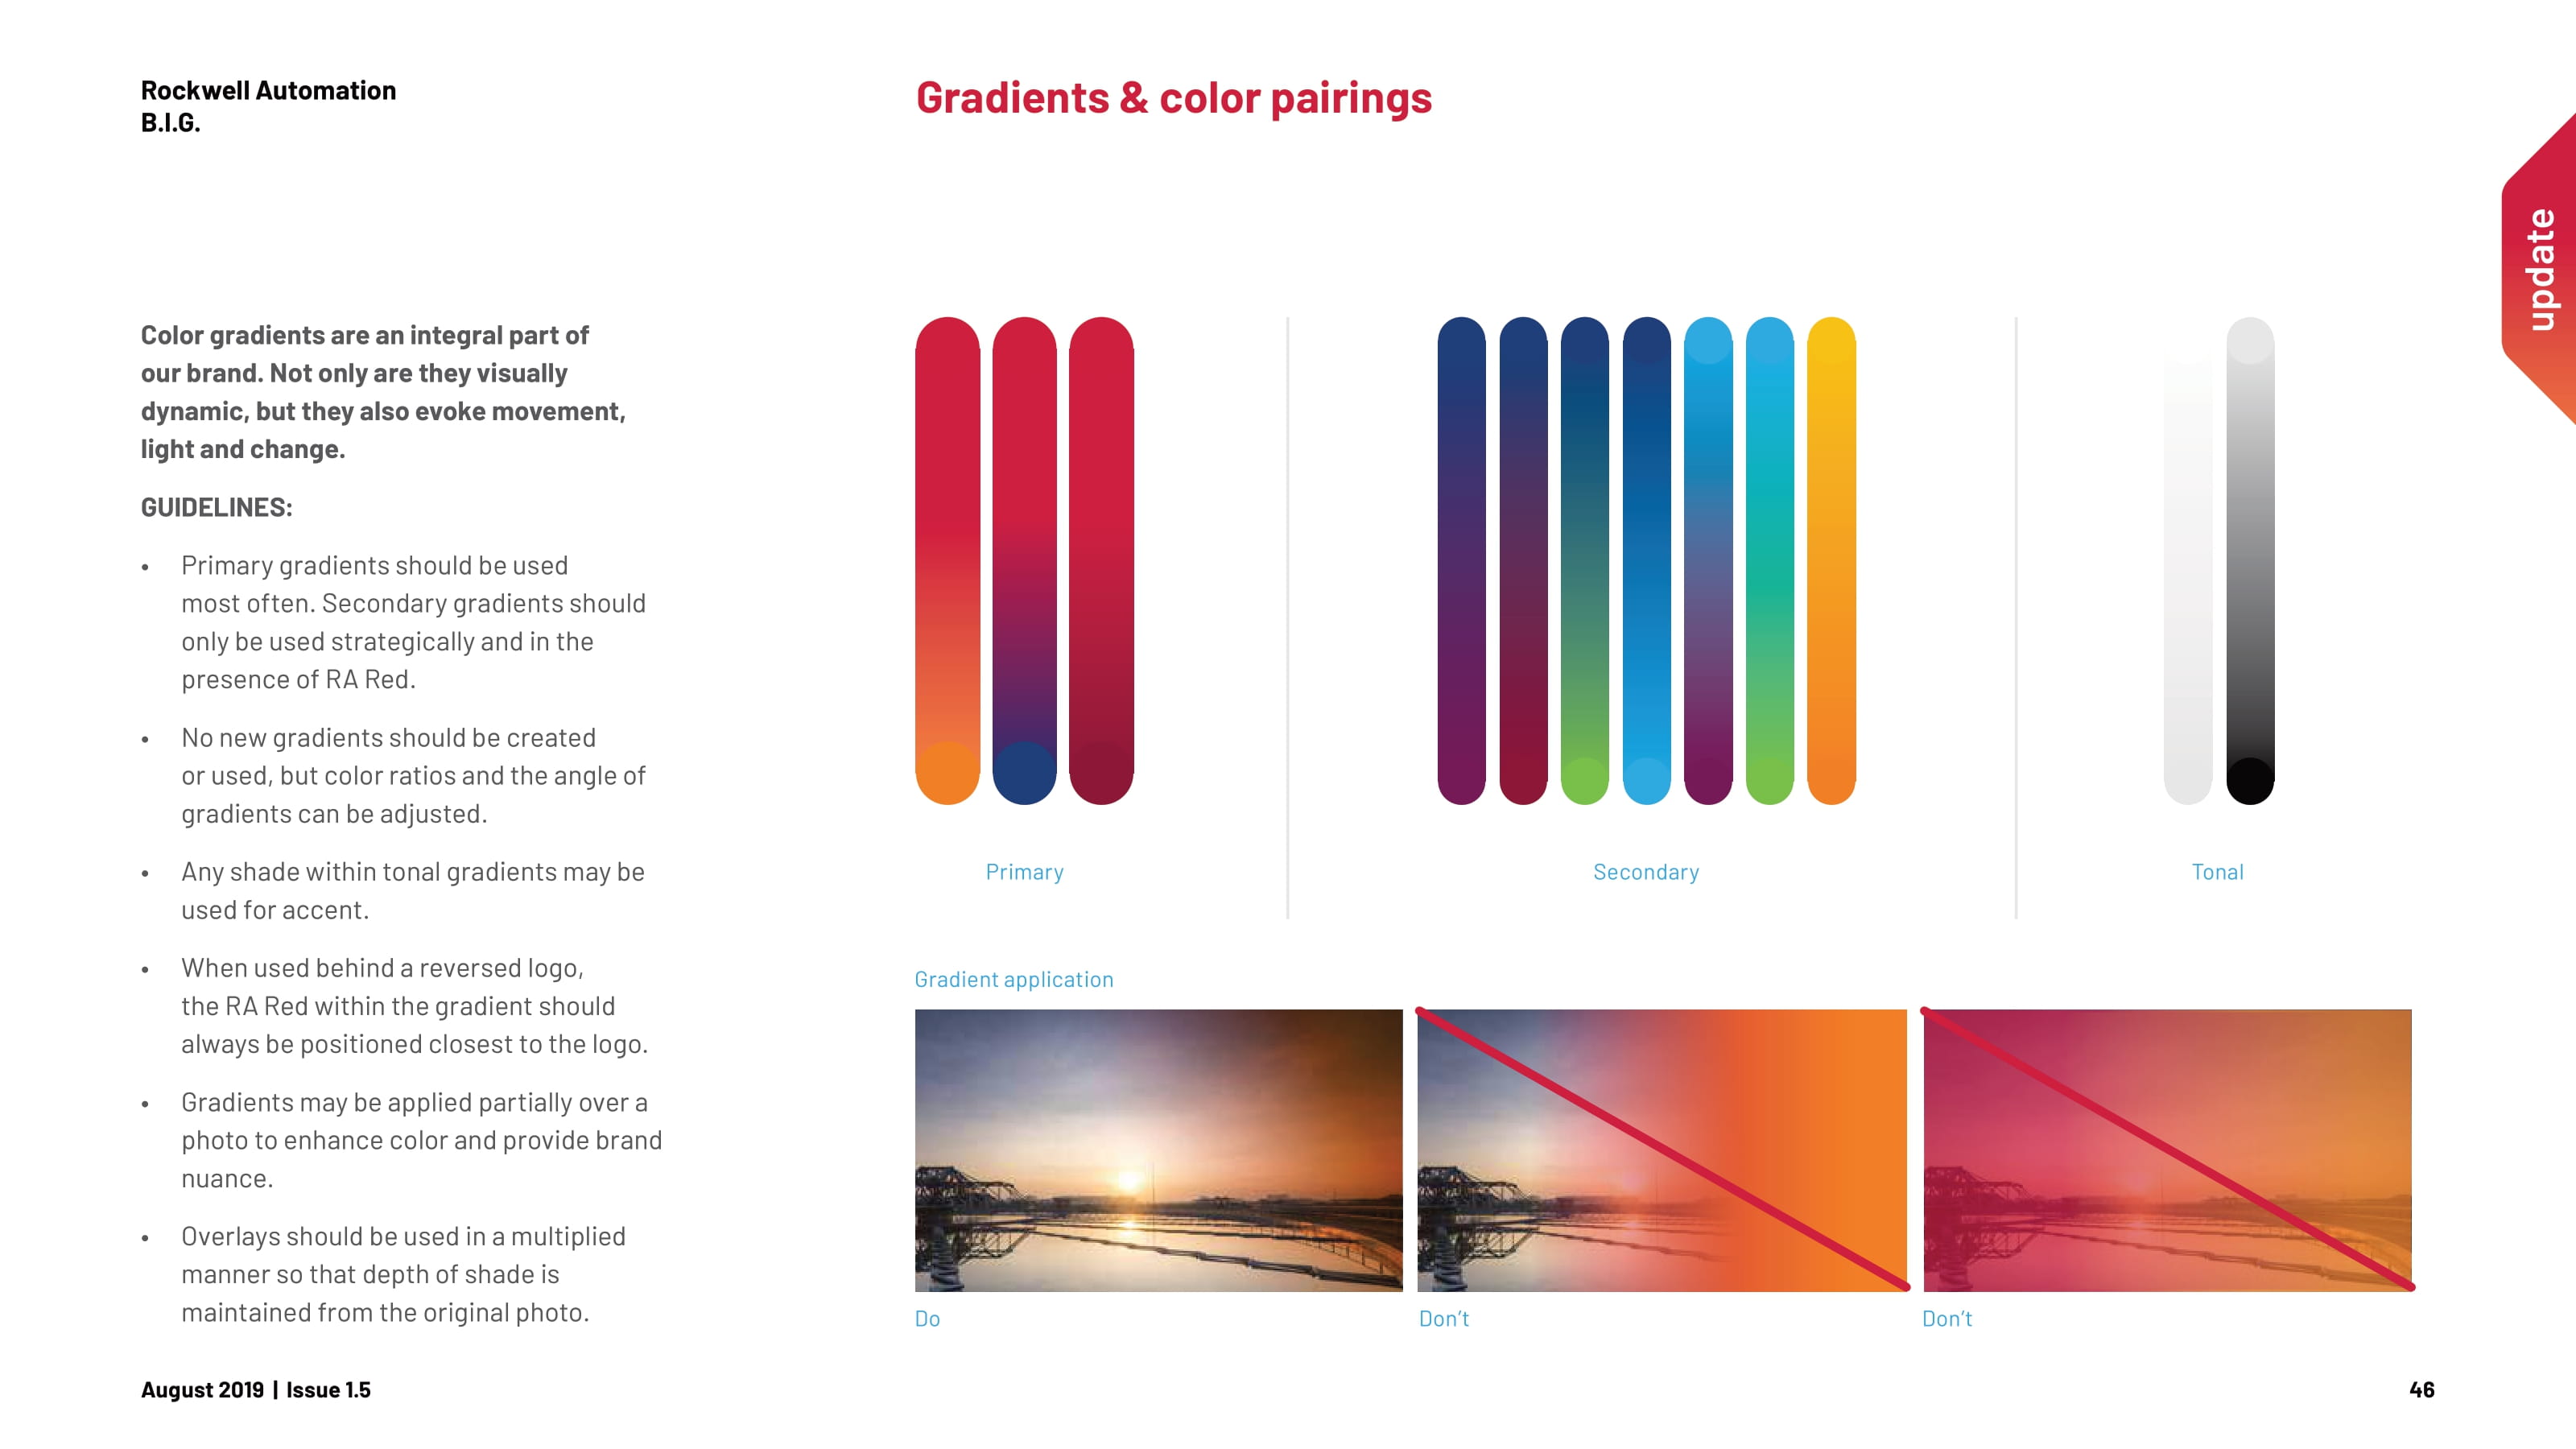 Rockwell Automation
B.I.G.
Gradients & color pairings
update
Color gradients are an integral part of
our brand. Not only are they visually
dynamic, but they also evoke movement,
light and change.
GUIDELINES:
• Primary gradients should be used
most often. Secondary gradients should
only be used strategically and in the
presence of RA Red.
• No new gradients should be created
or used, but color ratios and the angle of
gradients can be adjusted.
• Any shade within tonal gradients may be
used for accent.
• When used behind a reversed logo,
the RA Red within the gradient should
always be positioned closest to the logo.
• Gradients may be applied partially over a
photo to enhance color and provide brand
nuance.
• Overlays should be used in a multiplied
manner so that depth of shade is
maintained from the original photo.
Primary
Secondary
Tonal
Gradient application
Do
Don’t
Don’t
August 2019 | Issue 1.5
46